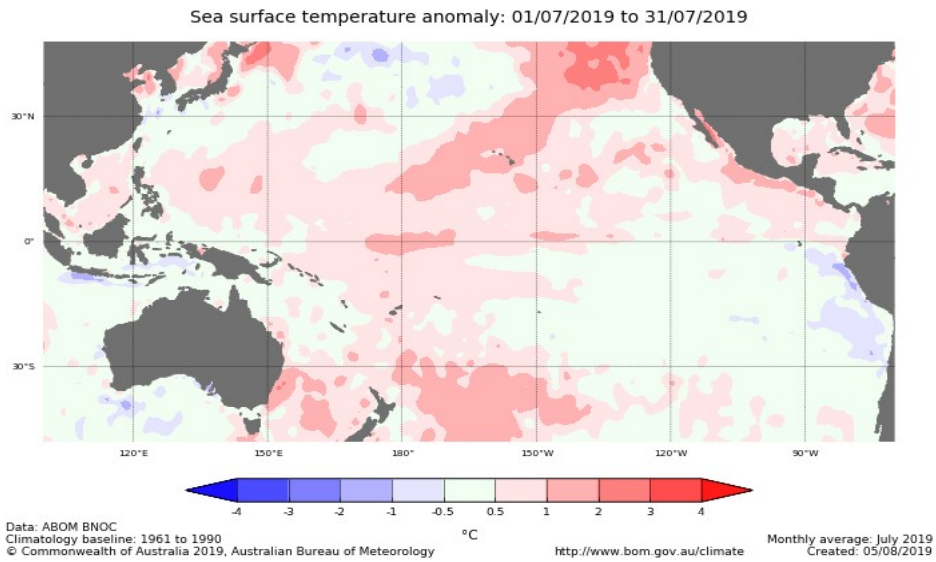 Sea surface temperature anomaly: 01/07/2019 to 31/07/2019
30°N
0°
30°S
120°E 150°E 180° 150°W 120°W 90°W
-4 -3 -2 -1 -0.5 0.5 1 2 3 4
°C
Data: ABOM BNOC
Climatology baseline: 1961 to 1990
© Commonwealth of Australia 2019, Australian Bureau of Meteorology
http://www.bom.gov.au/climate
Monthly average: July 2019
Created: 05/08/2019